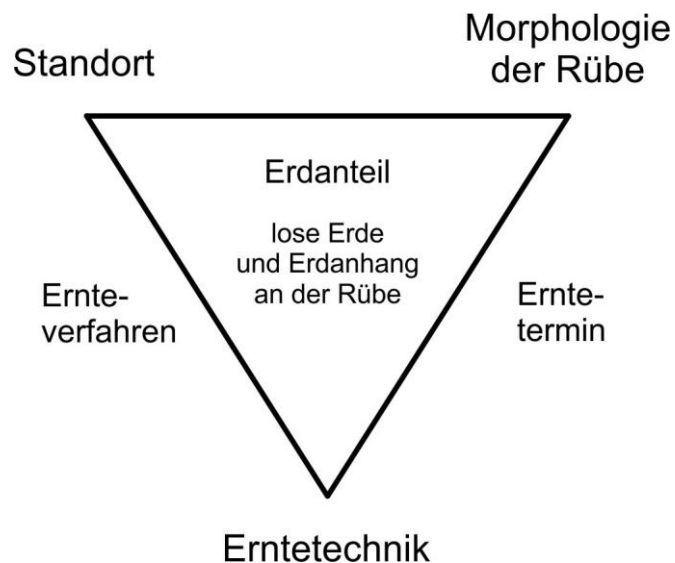 Standort
Morphologie
der Rübe
Erdanteil
lose Erde
und Erdanhang
an der Rübe
Ernte-
verfahren
Ernte-
termin
Erntetechnik